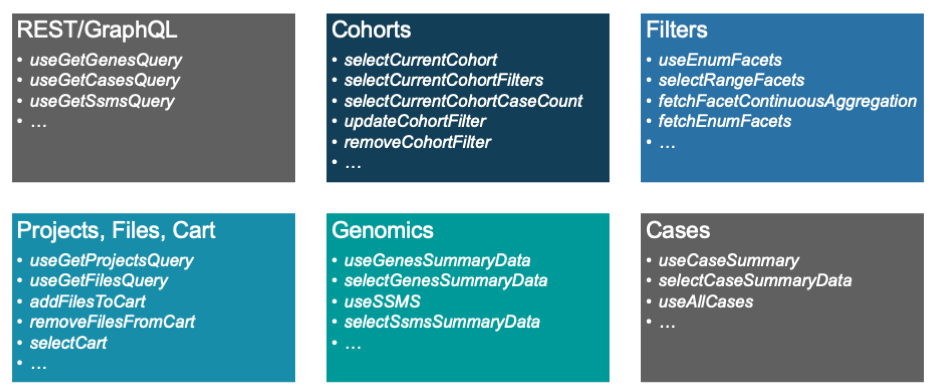 REST/GraphQL
• useGetGenesQuery
• useGetCasesQuery
• useGetSsmsQuery
• ...
Cohorts
• selectCurrentCohort
• selectCurrentCohortFilters
• selectCurrentCohortCaseCount
• updateCohortFilter
• removeCohortFilter
• ...
Filters
• useEnumFacets
• selectRangeFacets
• fetchFacetContinuousAggregation
• fetchEnumFacets
• ...
Projects, Files, Cart
• useGetProjectsQuery
• useGetFilesQuery
• addFilesToCart
• removeFilesFromCart
• selectCart
• ...
Genomics
• useGenesSummaryData
• selectGenesSummaryData
• useSSMS
• selectSsmsSummaryData
• ...
Cases
• useCaseSummary
• selectCaseSummaryData
• useAllCases
• ...